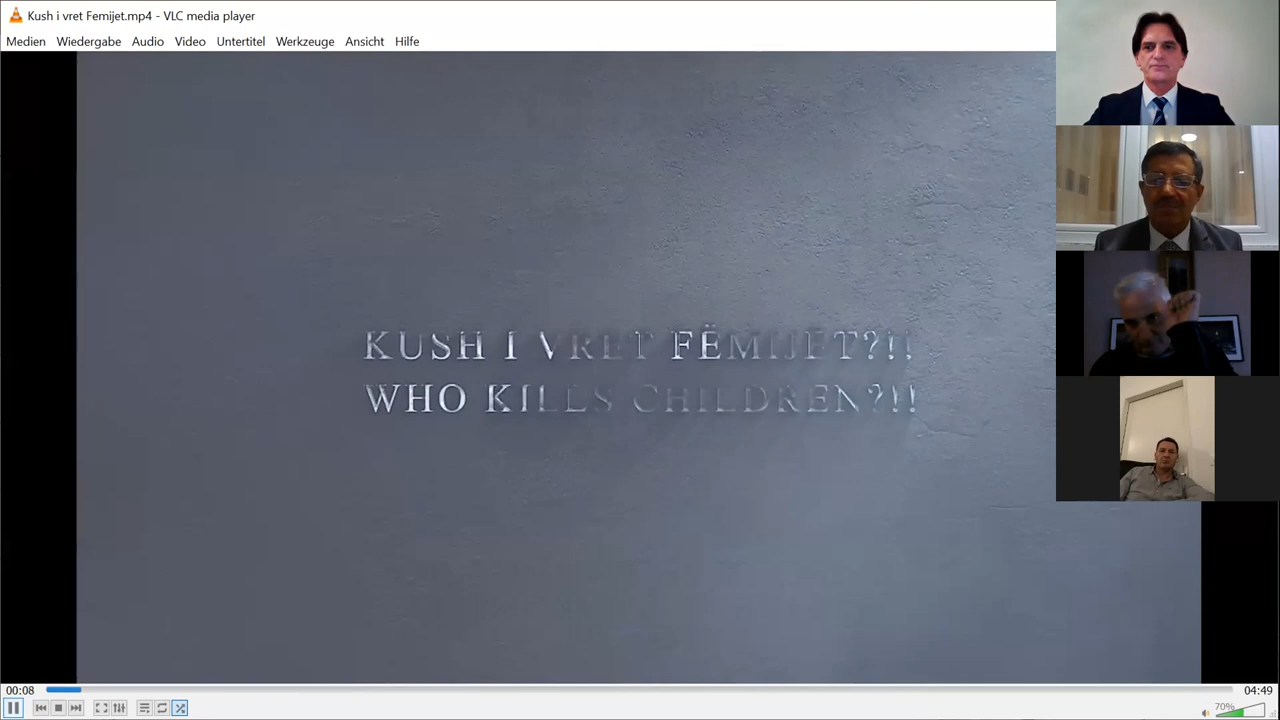 Kush i vret Femijet.mp4 - VLC media player
Medien Wiedergabe Audio Video Untertitel Werkzeuge Ansicht Hilfe
KUSH I VRET FËMIJET?!!
WHO KILLS CHILDREN?!!
00:08
04:49
70%